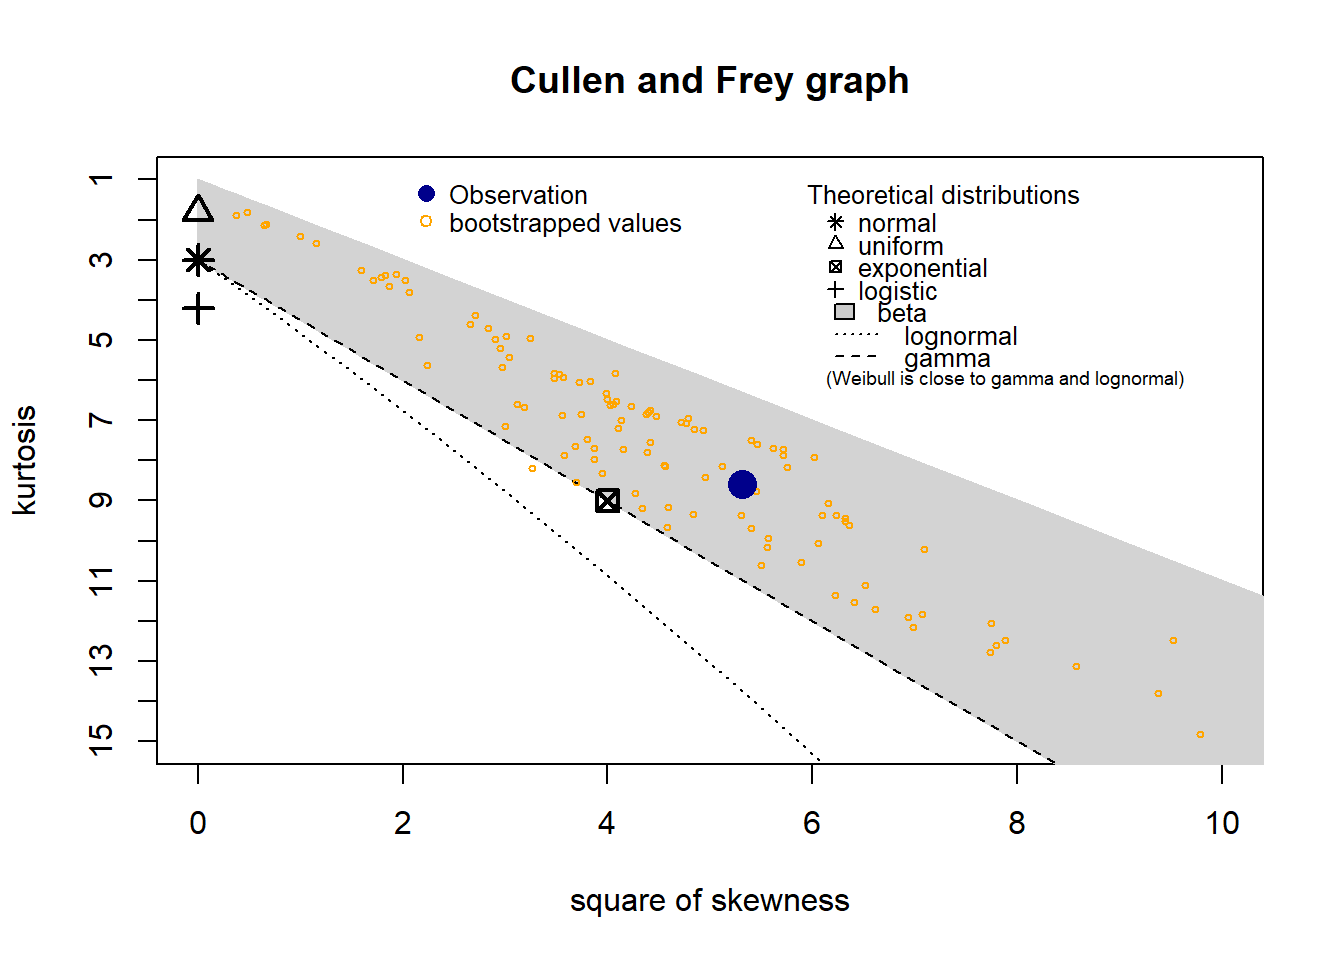 Cullen and Frey graph
Observation
bootstrapped values
Theoretical distributions
normal
uniform
exponential
logistic
beta
lognormal
gamma
(Weibull is close to gamma and lognormal)
kurtosis
1
3
5
7
9
11
13
15
0 2 4 6 8 10
square of skewness